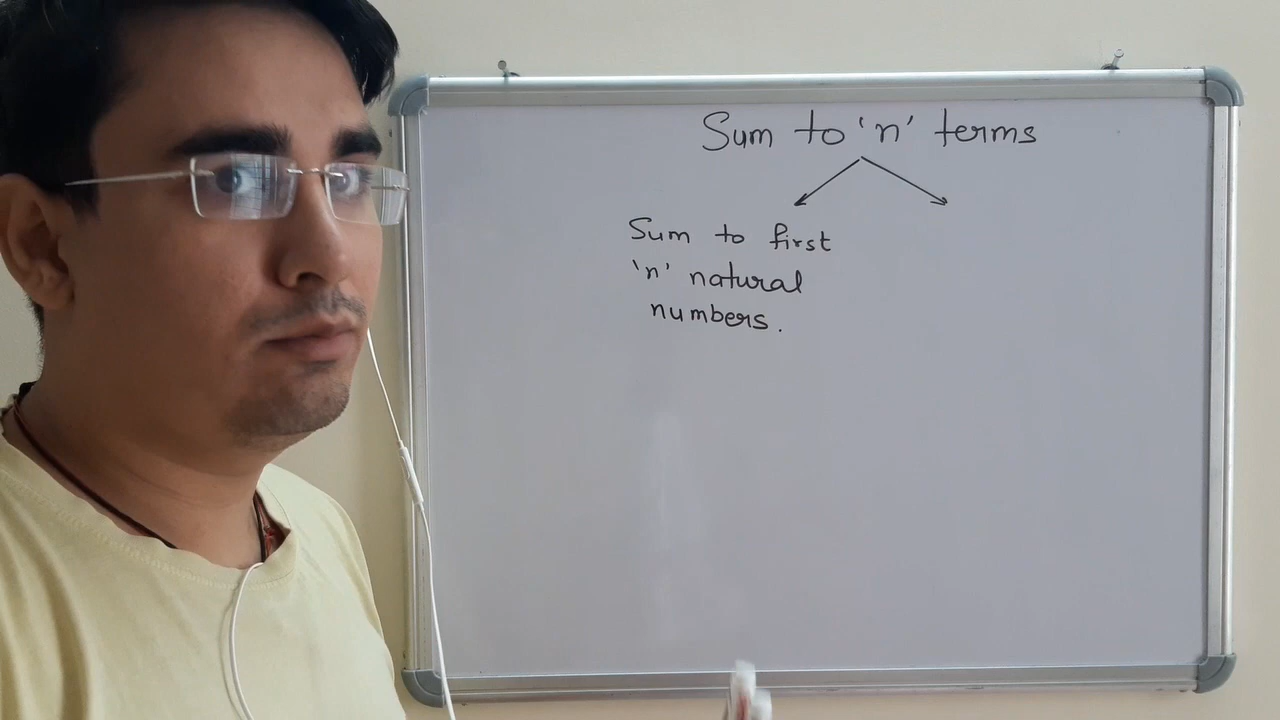 Sum to 'n' terms
Sum to first
'n' natural
numbers.